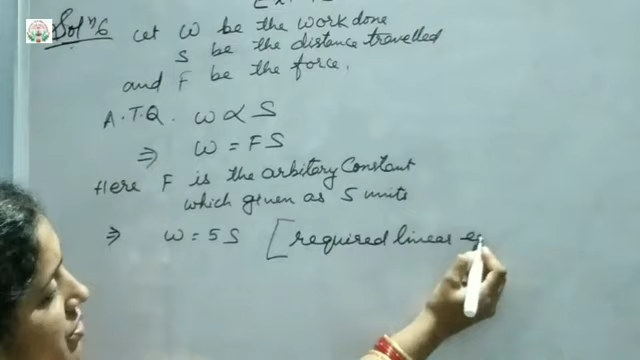 Sol⁾⁾ 6 Let W be the work done
S be the distance travelled
and F be the force.
A.T.Q. W ∝ S
⇒ W = FS
Here F is the arbitary Constant
which given as 5 units
⇒ W = 5S [required linear eq